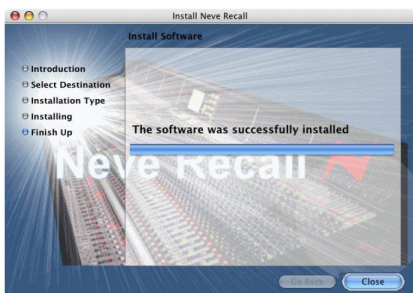 Install Neve Recall
Install Software
Introduction
Select Destination
Installation Type
Installing
Finish Up
The software was successfully installed
Neve Recall
Go Back
Close